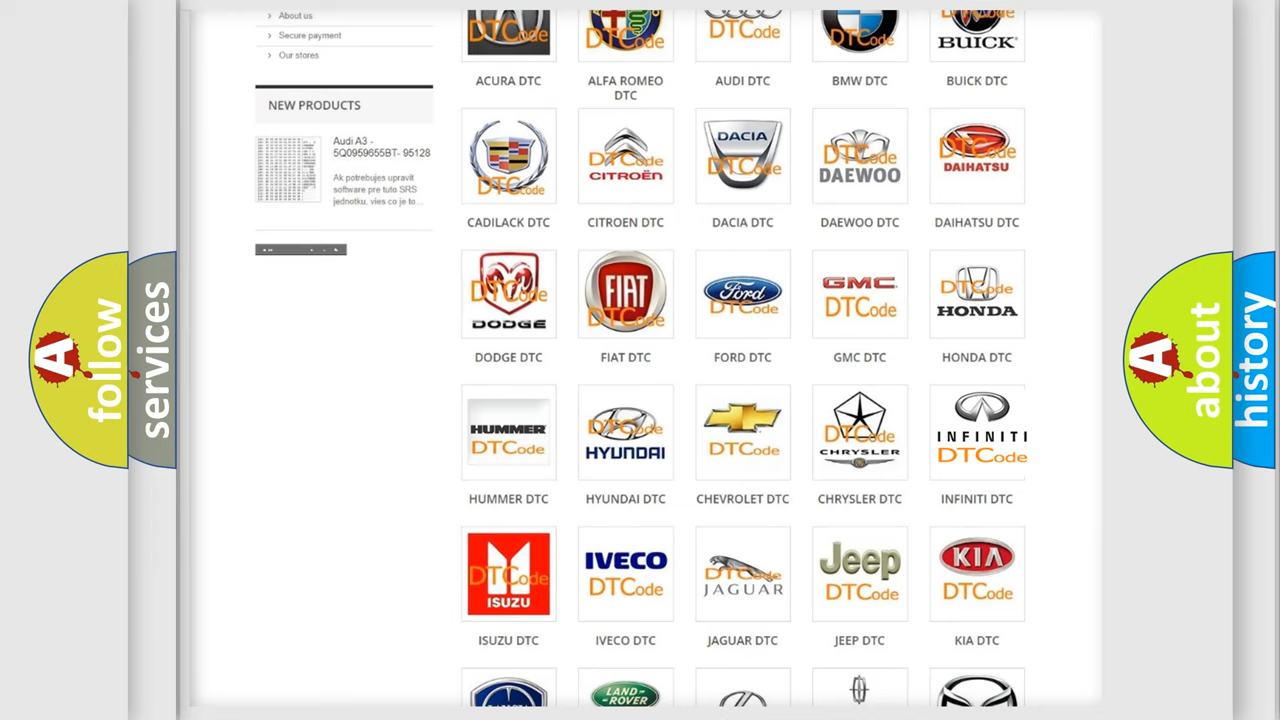 About us
Secure payment
Our stores
NEW PRODUCTS
Audi A3 -
5Q0959655BT- 95128
Ak potrebujes upravit
software pre tuto SRS
jednotku, vies co je to...
DTCode
DTCode
DTCode
DTCode
BUICK
ACURA DTC
ALFA ROMEO
DTC
AUDI DTC
BMW DTC
BUICK DTC
DTCode
DTCode
CITROËN
DACIA
DTCode
DTCode
DAEWOO
DTCode
DAIHATSU
CADILACK DTC
CITROEN DTC
DACIA DTC
DAEWOO DTC
DAIHATSU DTC
DTCode
DODGE
FIAT
DTCode
Ford
DTCode
GMC
DTCode
DTCode
HONDA
DODGE DTC
FIAT DTC
FORD DTC
GMC DTC
HONDA DTC
HUMMER
DTCode
DTCode
HYUNDAI
DTCode
DTCode
CHRYSLER
INFINITI
DTCode
HUMMER DTC
HYUNDAI DTC
CHEVROLET DTC
CHRYSLER DTC
INFINITI DTC
DTCode
ISUZU
IVECO
DTCode
DTCode
JAGUAR
Jeep
DTCode
KIA
DTCode
ISUZU DTC
IVECO DTC
JAGUAR DTC
JEEP DTC
KIA DTC
LAND-
ROVER
A
follow
services
A
about
history